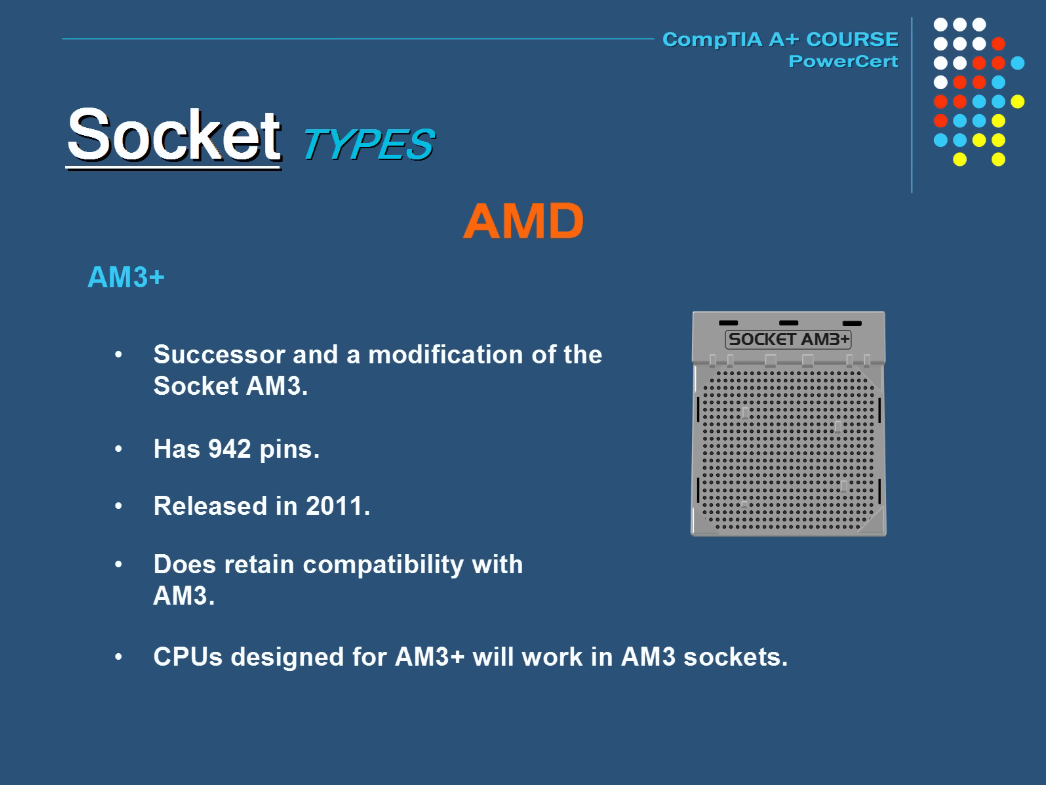 CompTIA A+ COURSE
PowerCert
Socket TYPES
AMD
AM3+
• Successor and a modification of the
Socket AM3.
SOCKET AM3+
• Has 942 pins.
• Released in 2011.
• Does retain compatibility with
AM3.
• CPUs designed for AM3+ will work in AM3 sockets.